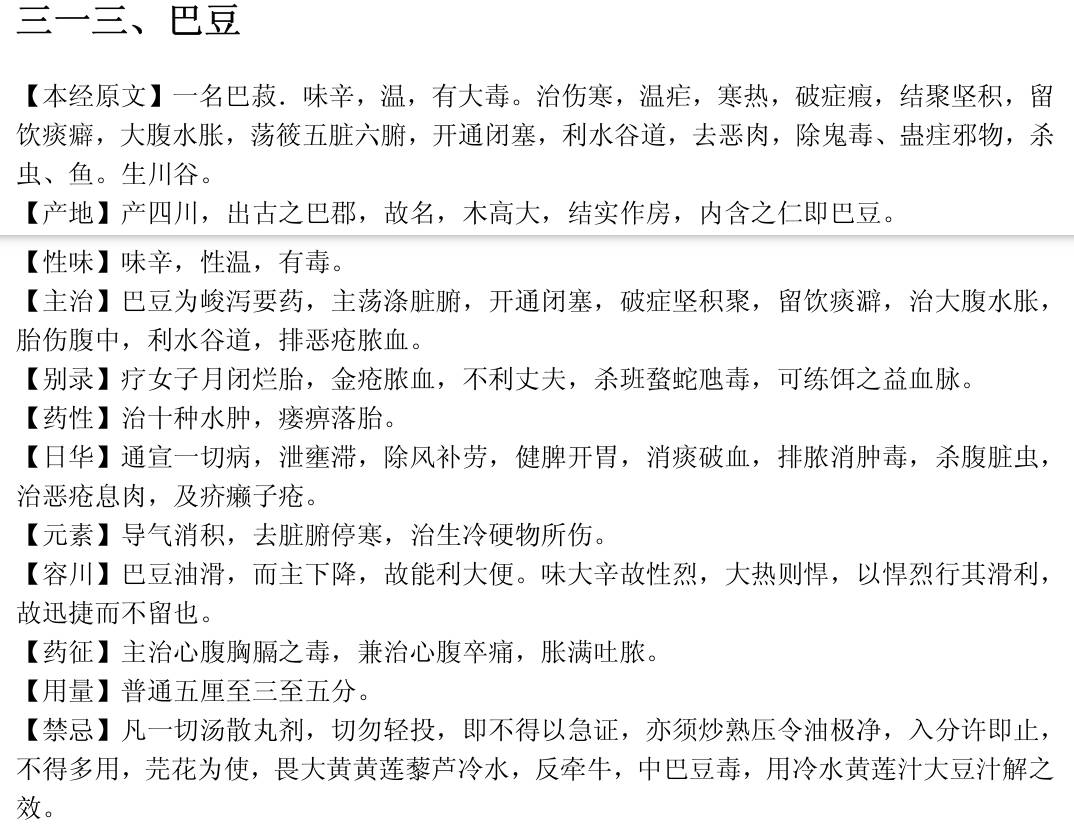 三一三、巴豆
【本经原文】一名巴菽．味辛，温，有大毒。治伤寒，温疟，寒热，破症瘕，结聚坚积，留
饮痰癖，大腹水胀，荡筱五脏六腑，开通闭塞，利水谷道，去恶肉，除鬼毒、蛊疰邪物，杀
虫、鱼。生川谷。
【产地】产四川，出古之巴郡，故名，木高大，结实作房，内含之仁即巴豆。
【性味】味辛，性温，有毒。
【主治】巴豆为峻泻要药，主荡涤脏腑，开通闭塞，破症坚积聚，留饮痰澼，治大腹水胀，
胎伤腹中，利水谷道，排恶疮脓血。
【别录】疗女子月闭烂胎，金疮脓血，不利丈夫，杀班蝥蛇虺毒，可练饵之益血脉。
【药性】治十种水肿，痿痹落胎。
【日华】通宣一切病，泄壅滞，除风补劳，健脾开胃，消痰破血，排脓消肿毒，杀腹脏虫，
治恶疮息肉，及疥癞子疮。
【元素】导气消积，去脏腑停寒，治生冷硬物所伤。
【容川】巴豆油滑，而主下降，故能利大便。味大辛故性烈，大热则悍，以悍烈行其滑利，
故迅捷而不留也。
【药征】主治心腹胸膈之毒，兼治心腹卒痛，胀满吐脓。
【用量】普通五厘至三至五分。
【禁忌】凡一切汤散丸剂，切勿轻投，即不得以急证，亦须炒熟压令油极净，入分许即止，
不得多用，芫花为使，畏大黄黄莲藜芦冷水，反牵牛，中巴豆毒，用冷水黄莲汁大豆汁解之
效。